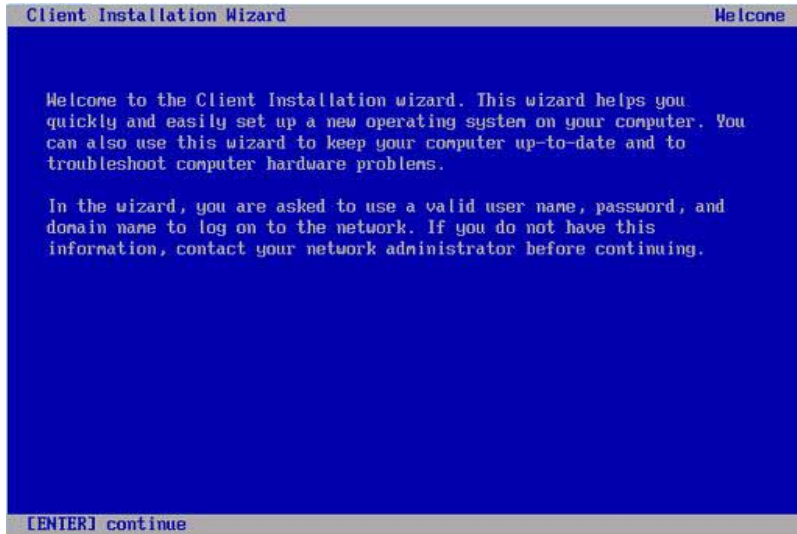 Client Installation Wizard Welcome
Welcome to the Client Installation wizard. This wizard helps you
quickly and easily set up a new operating system on your computer. You
can also use this wizard to keep your computer up-to-date and to
troubleshoot computer hardware problems.
In the wizard, you are asked to use a valid user name, password, and
domain name to log on to the network. If you do not have this
information, contact your network administrator before continuing.
[ENTER] continue